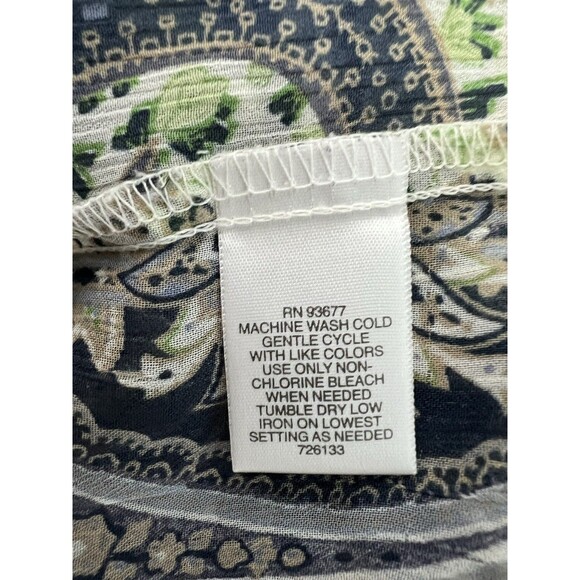 RN 93677
MACHINE WASH COLD
GENTLE CYCLE
WITH LIKE COLORS
USE ONLY NON-
CHLORINE BLEACH
WHEN NEEDED
TUMBLE DRY LOW
IRON ON LOWEST
SETTING AS NEEDED
726133